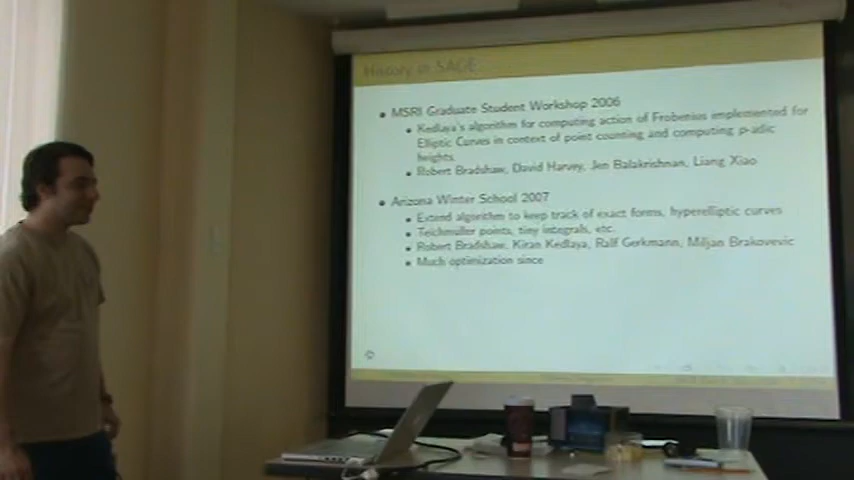 History in SAGE
MSRI Graduate Student Workshop 2006
Kedlaya's algorithm for computing action of Frobenius implemented for
Elliptic Curves in context of point counting and computing p-adic
heights.
Robert Bradshaw, David Harvey, Jen Balakrishnan, Liang Xiao
Arizona Winter School 2007
Extend algorithm to keep track of exact forms, hyperelliptic curves
Teichmuller points, tiny integrals, etc.
Robert Bradshaw, Kiran Kedlaya, Ralf Gerkmann, Miljan Brakovevic
Much optimization since